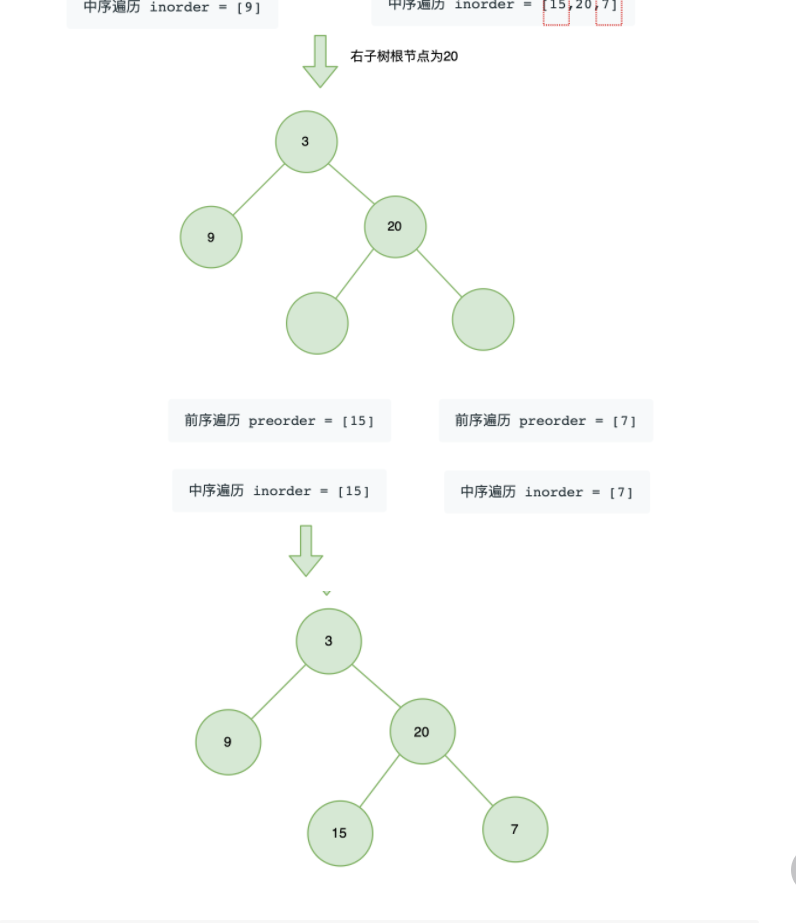 中序遍历 inorder = [9]
中序遍历 inorder = [15,20,7]
右子树根节点为20
3
9
20
前序遍历 preorder = [15]
前序遍历 preorder = [7]
中序遍历 inorder = [15]
中序遍历 inorder = [7]
3
9
20
15
7